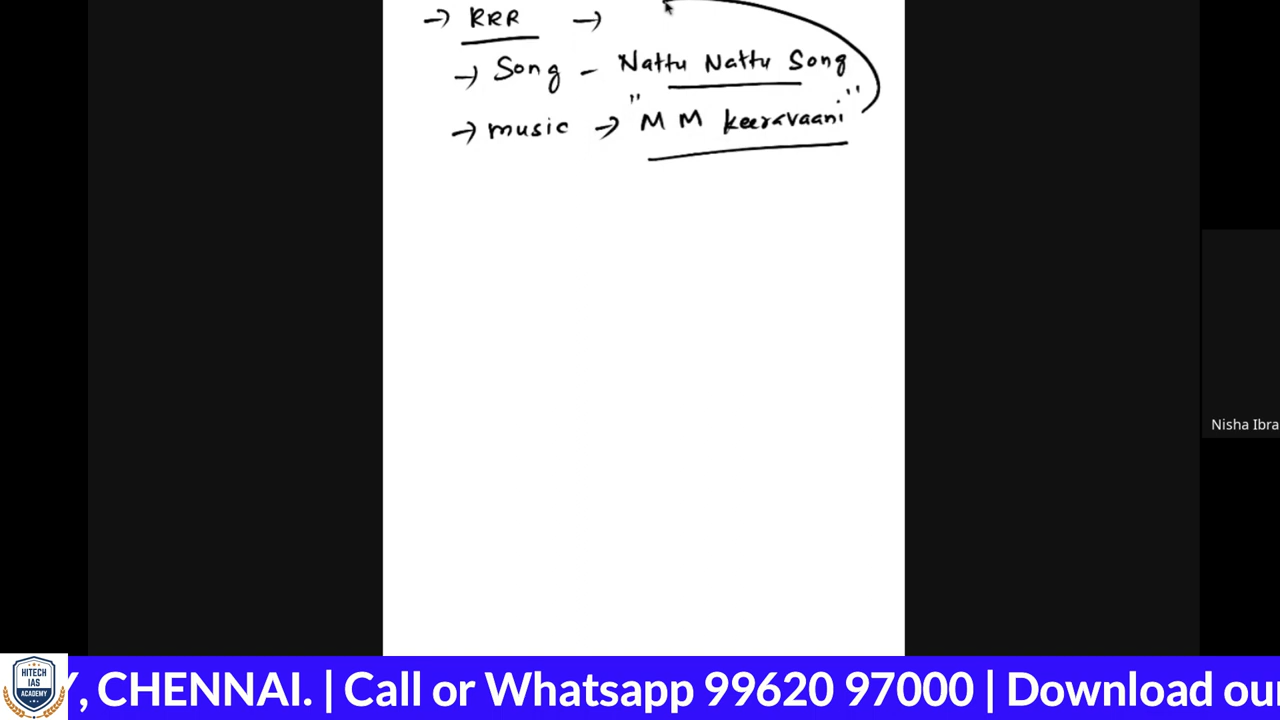 → RRR →
→ Song - Nattu Nattu Song
→ music → "M M keeravaani"
Nisha Ibra
HITECH
IAS
ACADEMY
Y, CHENNAI. | Call or Whatsapp 99620 97000 | Download our